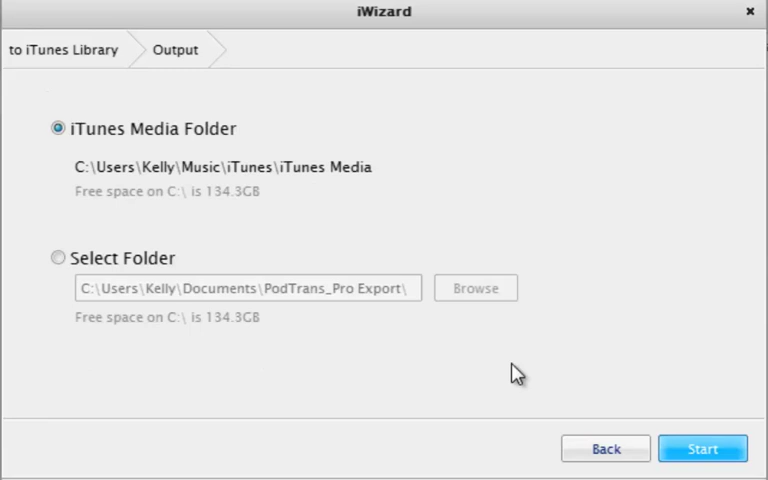 iWizard
to iTunes Library
Output
iTunes Media Folder
C:\Users\Kelly\Music\iTunes\iTunes Media
Free space on C:\ is 134.3GB
Select Folder
C:\Users\Kelly\Documents\PodTrans_Pro Export\
Browse
Free space on C:\ is 134.3GB
Back
Start